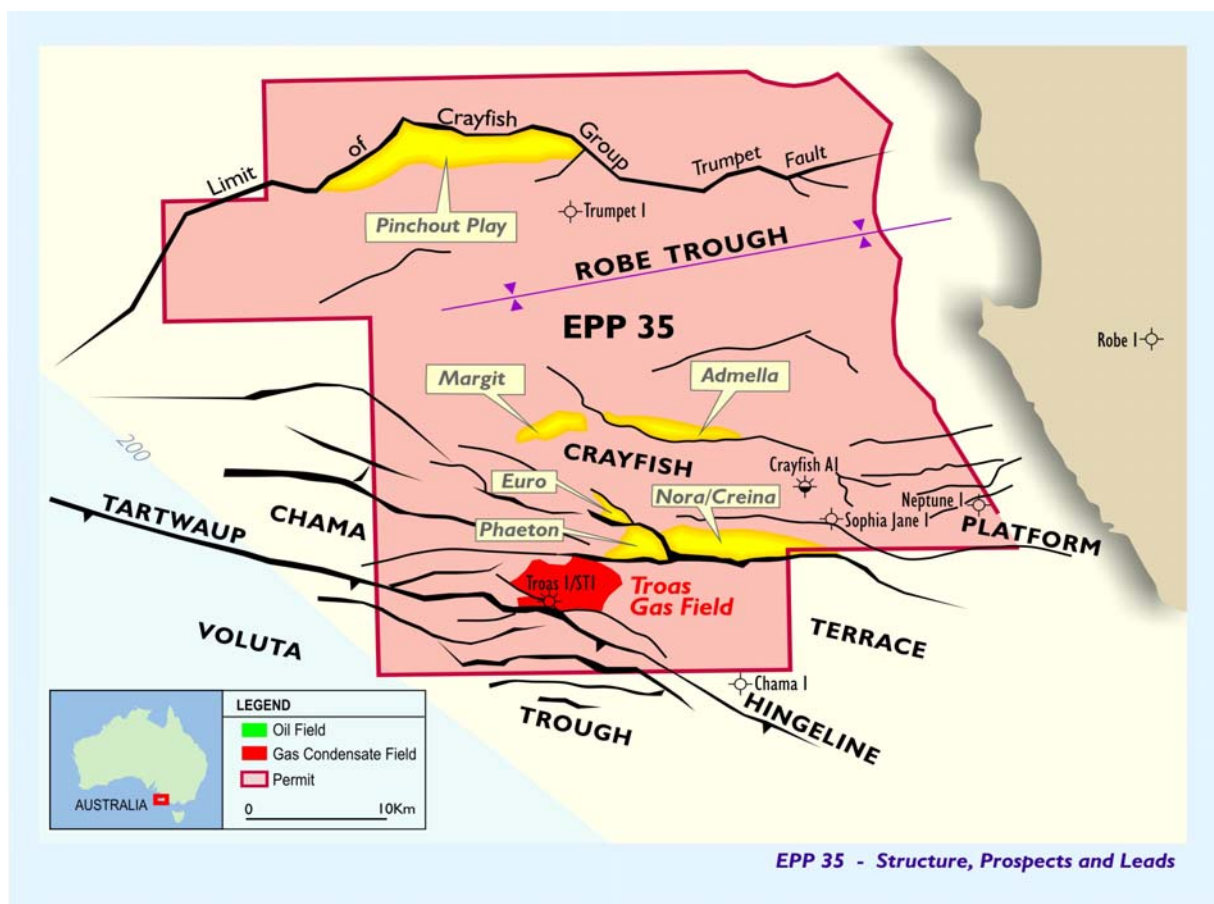 Limit of Crayfish Group Trumpet Fault
Pinchout Play
Trumpet 1
ROBE TROUGH
EPP 35
Robe 1
Margit
Admella
200
CRAYFISH
Crayfish A1
Euro
Nora/Creina
Neptune 1
TARTWAUP
CHAMA
Phaeton
Sophia Jane 1
PLATFORM
Troas 1/ST1
Troas
Gas Field
VOLUTA
TERRACE
Chama 1
TROUGH
HINGELINE
LEGEND
Oil Field
Gas Condensate Field
Permit
AUSTRALIA
0 10Km
EPP 35 - Structure, Prospects and Leads